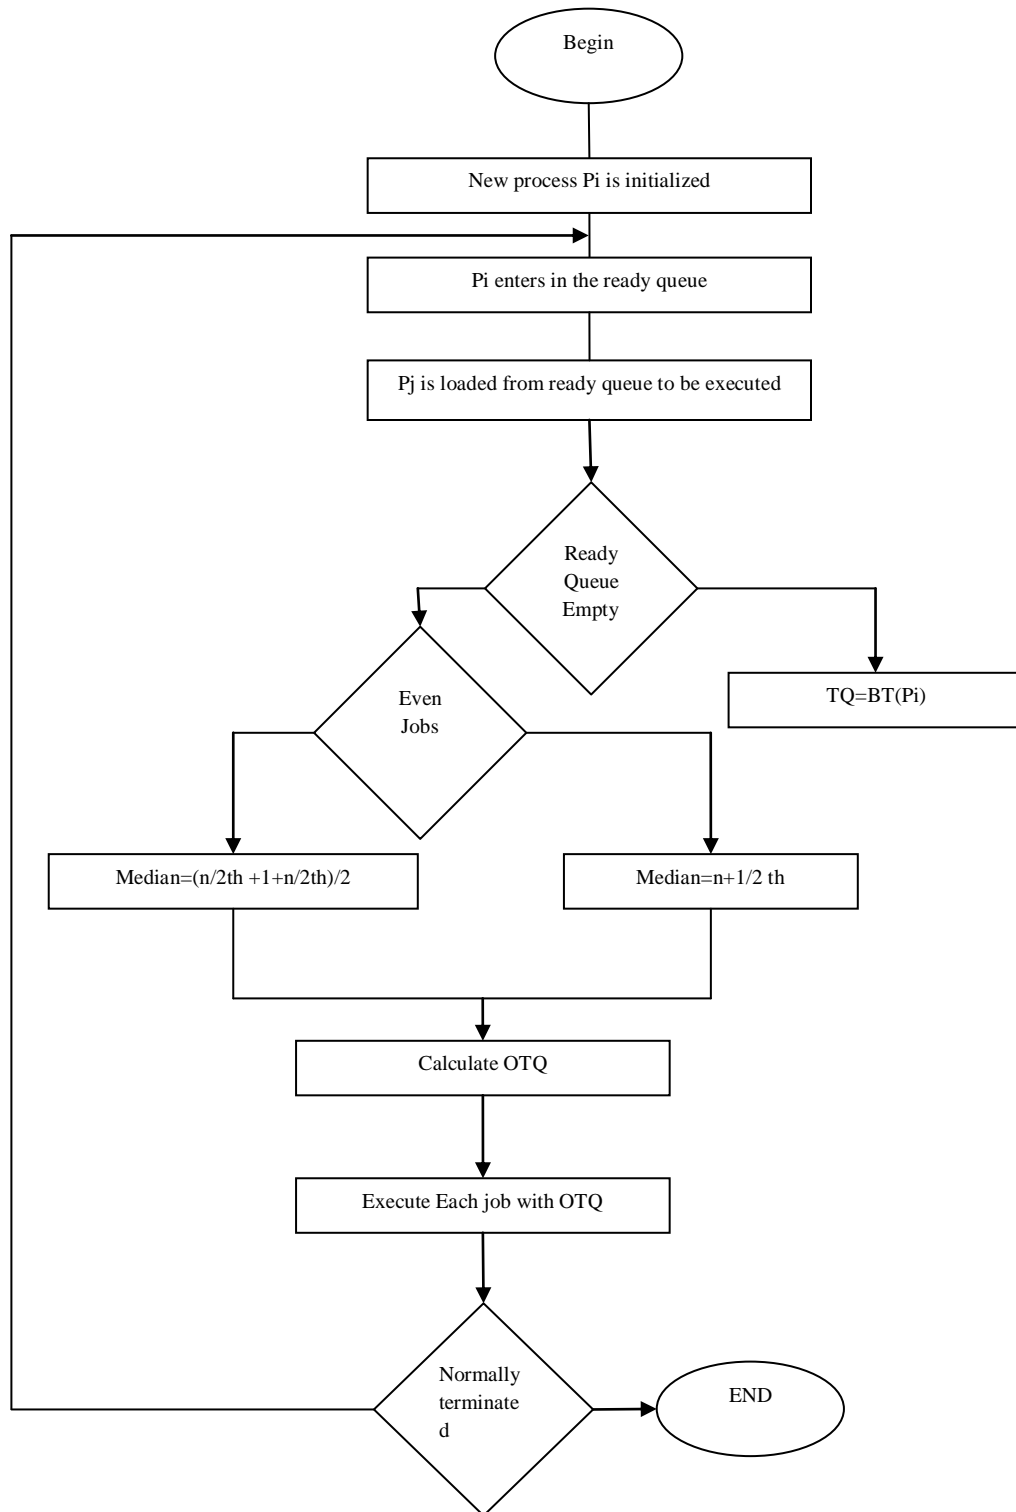 Begin
New process Pi is initialized
Pi enters in the ready queue
Pj is loaded from ready queue to be executed
Ready
Queue
Empty
TQ=BT(Pi)
Even
Jobs
Median=(n/2th +1+n/2th)/2
Median=n+1/2 th
Calculate OTQ
Execute Each job with OTQ
Normally
terminate
d
END